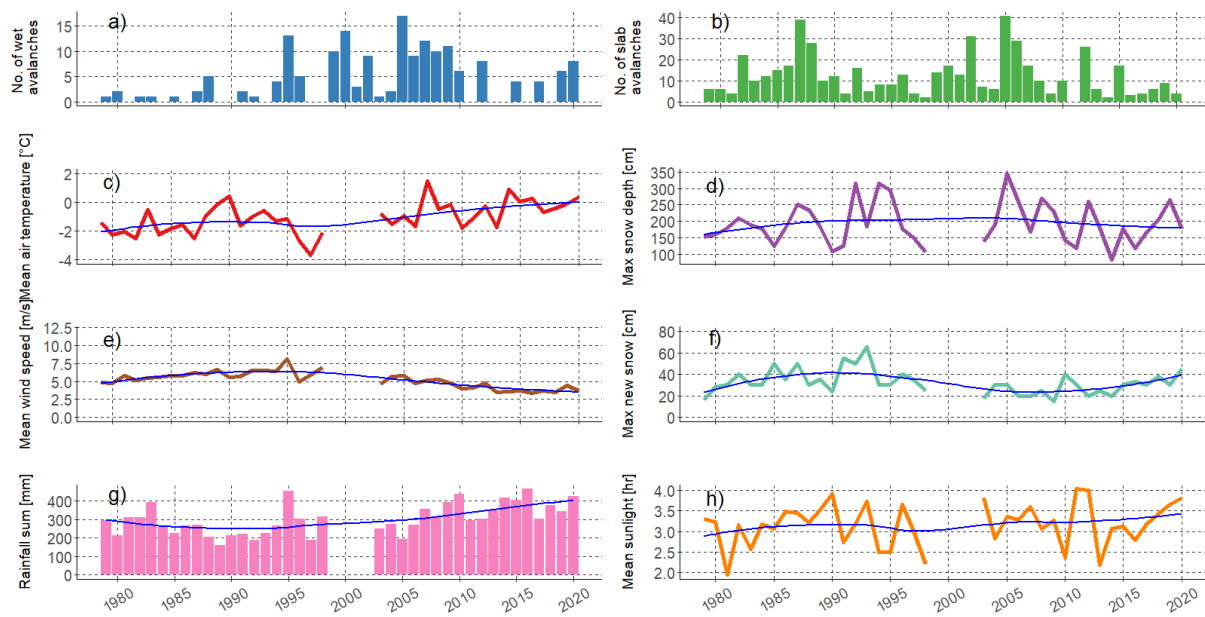 a)
No. of wet
avalanches
15
10
5
0
b)
No. of slab
avalanches
40
30
20
10
0
c)
Mean air temperature [°C]
2
0
−2
−4
d)
Max snow depth [cm]
350
300
250
200
150
100
e)
Mean wind speed [m/s]
12.5
10.0
7.5
5.0
2.5
0.0
f)
Max new snow [cm]
80
60
40
20
0
g)
Rainfall sum [mm]
400
300
200
100
0
1980 1985 1990 1995 2000 2005 2010 2015 2020
h)
Mean sunlight [hr]
4.0
3.5
3.0
2.5
2.0
1980 1985 1990 1995 2000 2005 2010 2015 2020